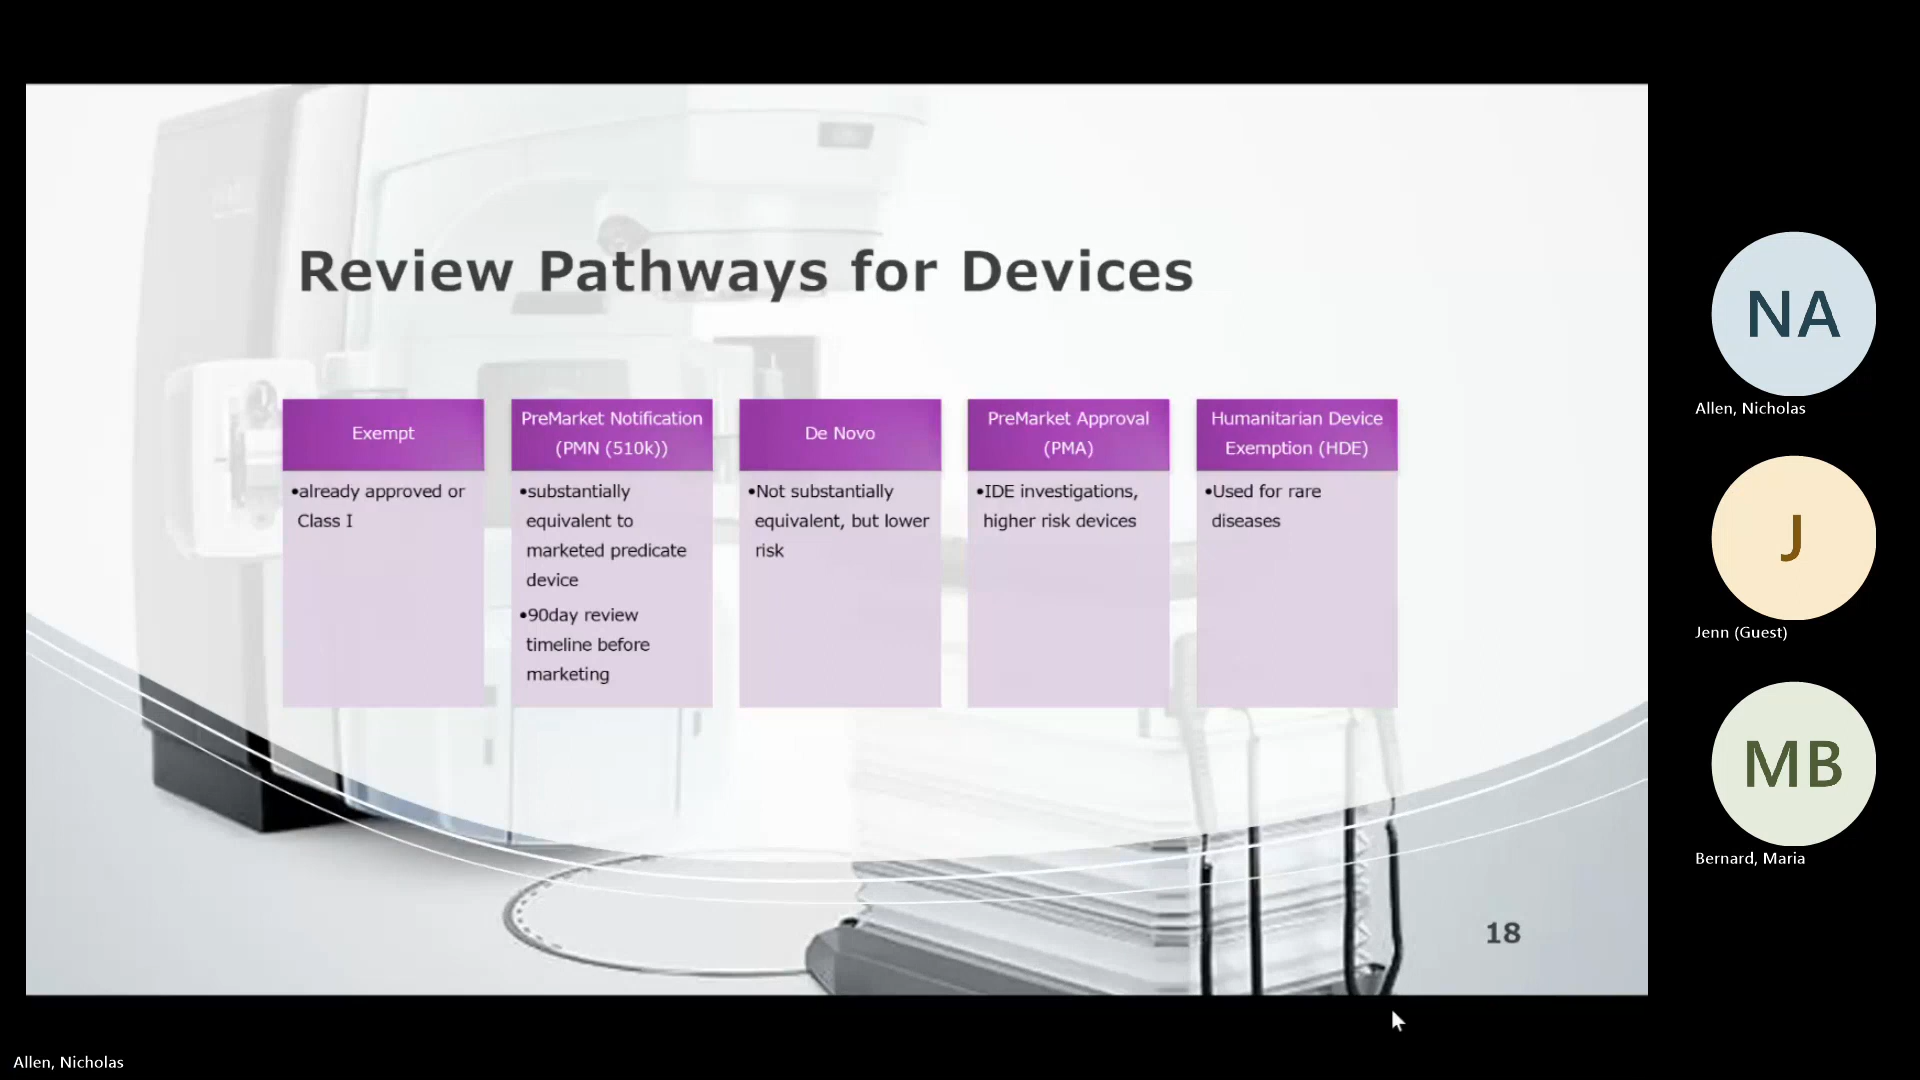 Review Pathways for Devices
Exempt
•already approved or
Class I
PreMarket Notification
(PMN (510k))
•substantially
equivalent to
marketed predicate
device
•90day review
timeline before
marketing
De Novo
•Not substantially
equivalent, but lower
risk
PreMarket Approval
(PMA)
•IDE investigations,
higher risk devices
Humanitarian Device
Exemption (HDE)
•Used for rare
diseases
18
NA
Allen, Nicholas
J
Jenn (Guest)
MB
Bernard, Maria
Allen, Nicholas